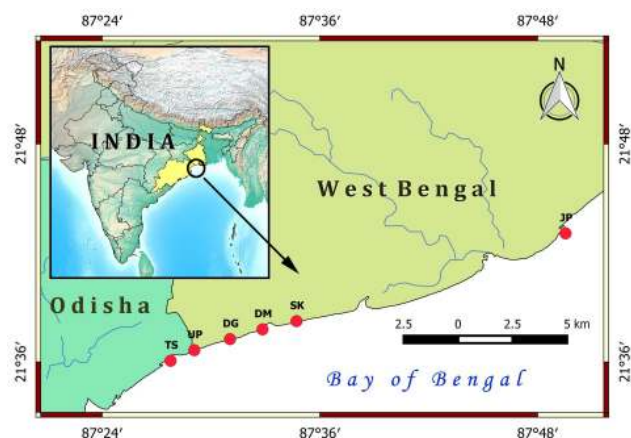 87°24' 87°36' 87°48'
N
INDIA
21°48' 21°48'
West Bengal
JP
Odisha
SK
DM
DG
UP
TS
2.5 0 2.5 5 km
21°36' 21°36'
Bay of Bengal
87°24' 87°36' 87°48'